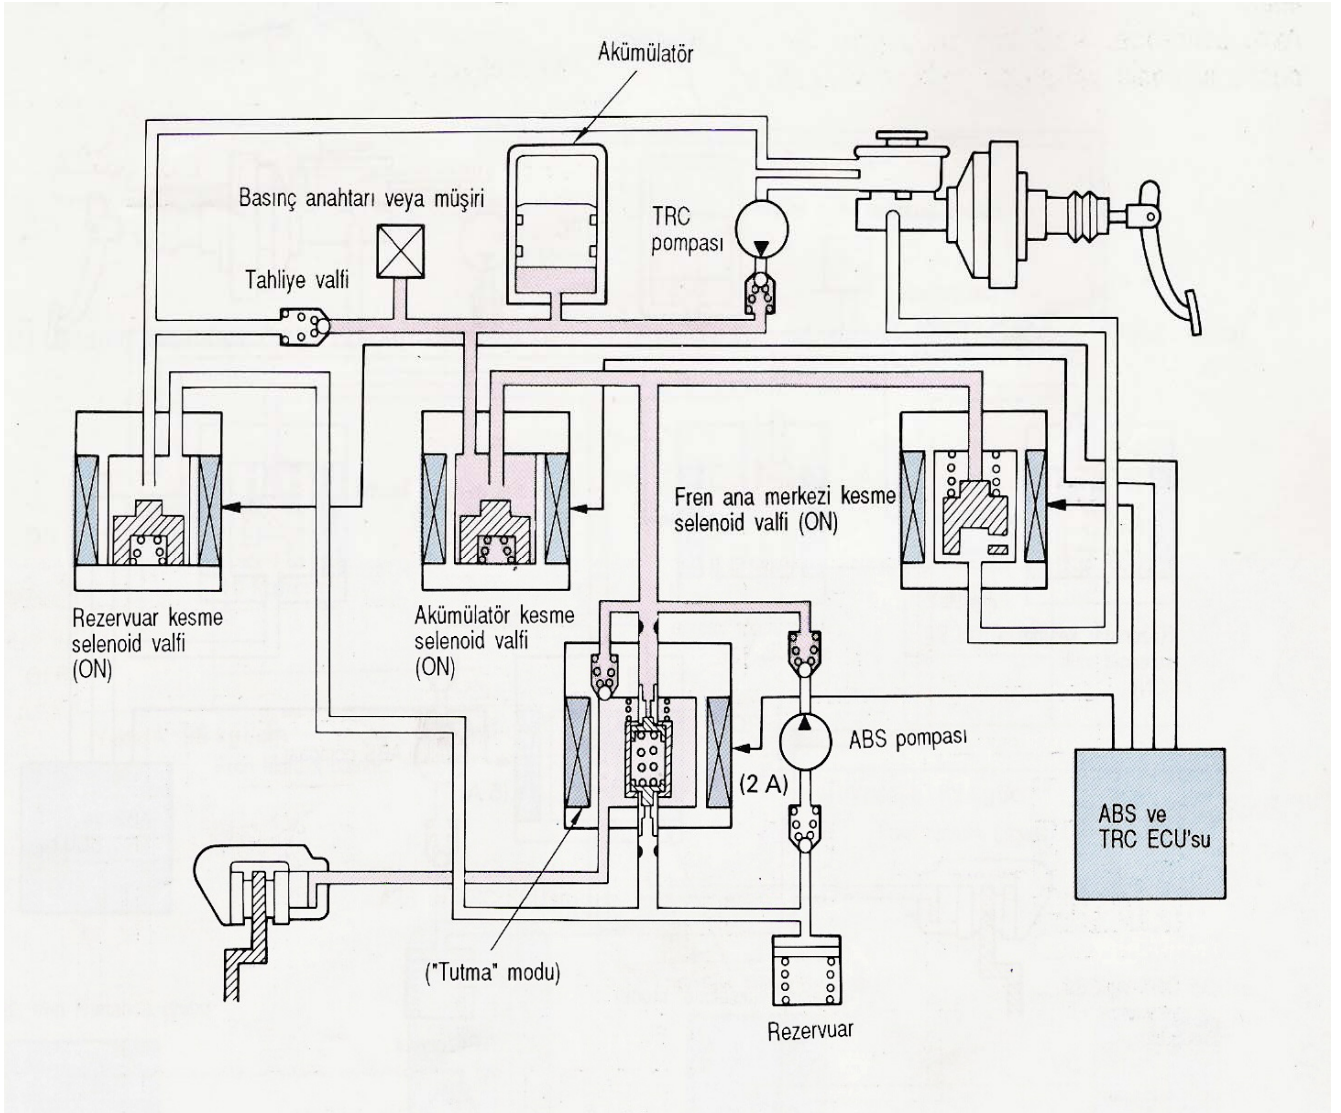 Akümülatör
Basınç anahtarı veya müşiri
TRC
pompası
Tahliye valfi
Fren ana merkezi kesme
selenoid valfi (ON)
Rezervuar kesme
selenoid valfi
(ON)
Akümülatör kesme
selenoid valfi
(ON)
ABS pompası
(2 A)
ABS ve
TRC ECU'su
("Tutma" modu)
Rezervuar